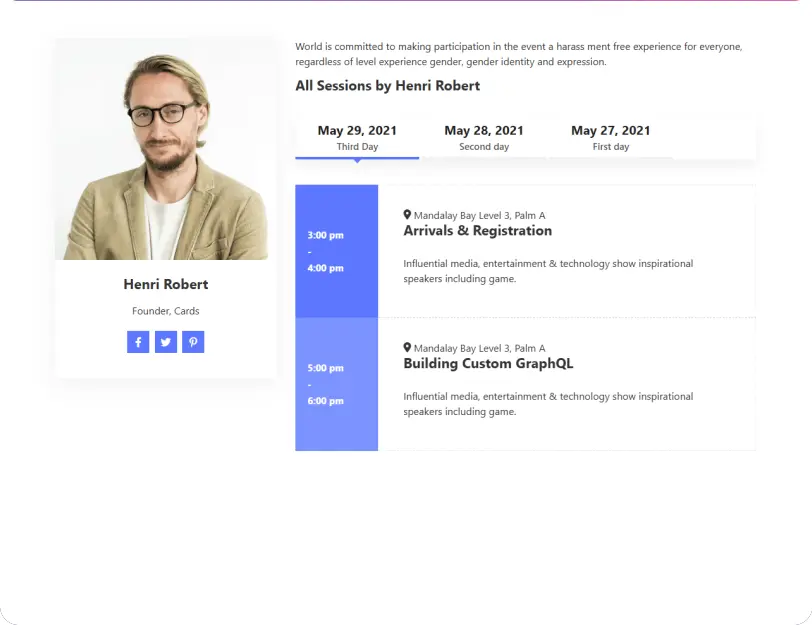 World is committed to making participation in the event a harass ment free experience for everyone,
regardless of level experience gender, gender identity and expression.
All Sessions by Henri Robert
May 29, 2021
Third Day
May 28, 2021
Second day
May 27, 2021
First day
3:00 pm
-
4:00 pm
Mandalay Bay Level 3, Palm A
Arrivals & Registration
Influential media, entertainment & technology show inspirational
speakers including game.
5:00 pm
-
6:00 pm
Mandalay Bay Level 3, Palm A
Building Custom GraphQL
Influential media, entertainment & technology show inspirational
speakers including game.
Henri Robert
Founder, Cards